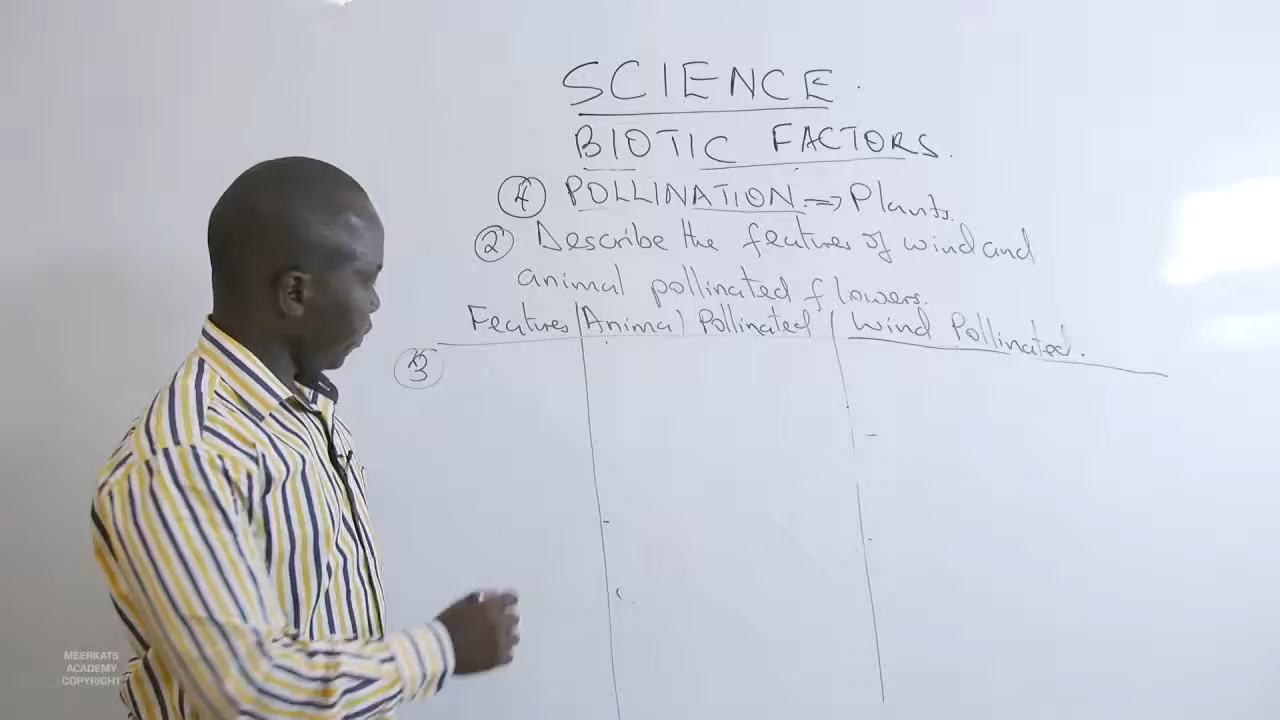 SCIENCE.
BIOTIC FACTORS.
④ POLLINATION. => Plants.
② Describe the features of wind and
animal pollinated flowers.
Features | Animal Pollinated | Wind Pollinated.
③
MEERKATS
ACADEMY
COPYRIGHT